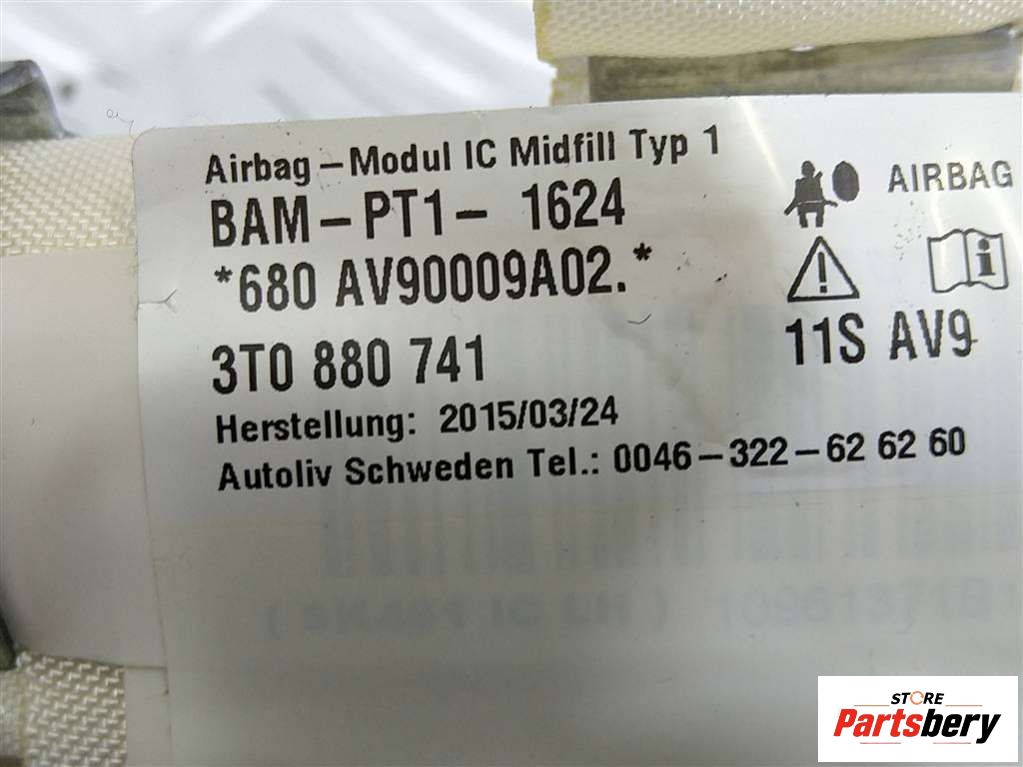 Airbag – Modul IC Midfill Typ 1
BAM – PT1 – 1624
*680 AV90009A02.*
3T0 880 741
Herstellung: 2015/03/24
Autoliv Schweden Tel.: 0046–322–62 62 60
AIRBAG
11S AV9
STORE
Partsbery